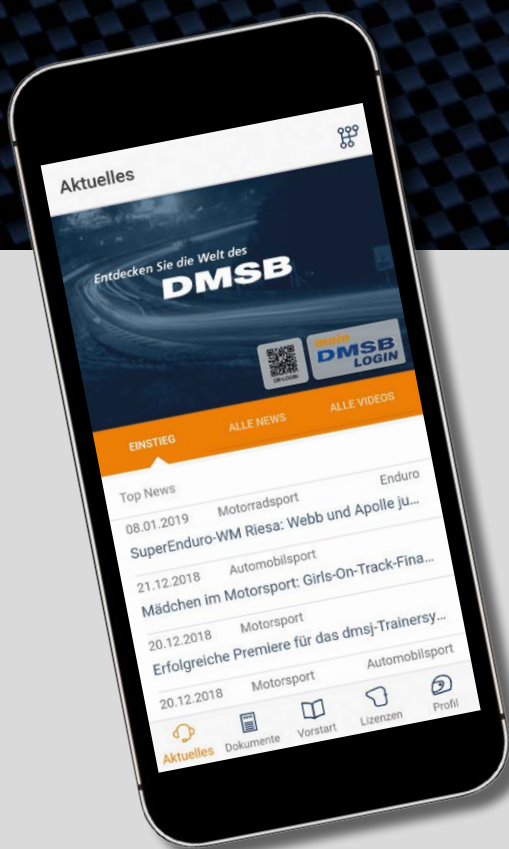 Aktuelles
Entdecken Sie die Welt des
DMSB
QR-LOGIN
mein
DMSB
LOGIN
EINSTIEG ALLE NEWS ALLE VIDEOS
Top News
08.01.2019 Motorradsport Enduro
SuperEnduro-WM Riesa: Webb und Apolle ju...
21.12.2018 Automobilsport
Mädchen im Motorsport: Girls-On-Track-Fina...
20.12.2018 Motorsport
Erfolgreiche Premiere für das dmsj-Trainersy...
20.12.2018 Motorsport Automobilsport
Aktuelles Dokumente Vorstart Lizenzen Profil